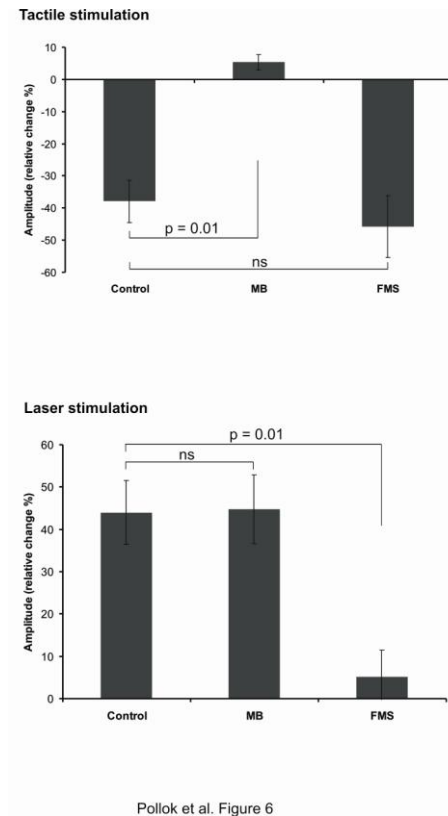 Tactile stimulation
Amplitude (relative change %)
10
0
-10
-20
-30
-40
-50
-60
p = 0.01
ns
Control MB FMS
Laser stimulation
Amplitude (relative change %)
60
50
40
30
20
10
0
p = 0.01
ns
Control MB FMS
Pollok et al. Figure 6